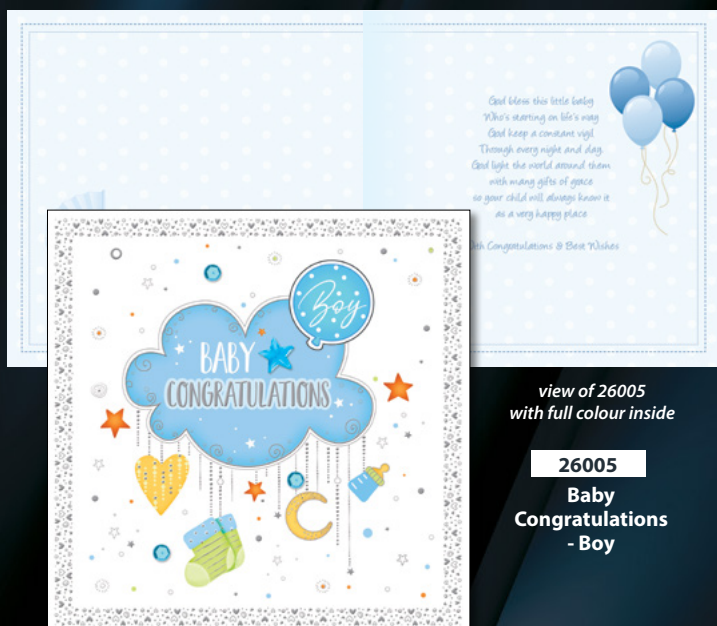 God bless this little baby
Who's starting on life's way
God keep a constant vigil
Through every night and day.
God light the world around them
with many gifts of grace
so your child will always know it
as a very happy place
Congratulations & Best Wishes
Boy
BABY
CONGRATULATIONS
view of 26005
with full colour inside
26005
Baby
Congratulations
- Boy